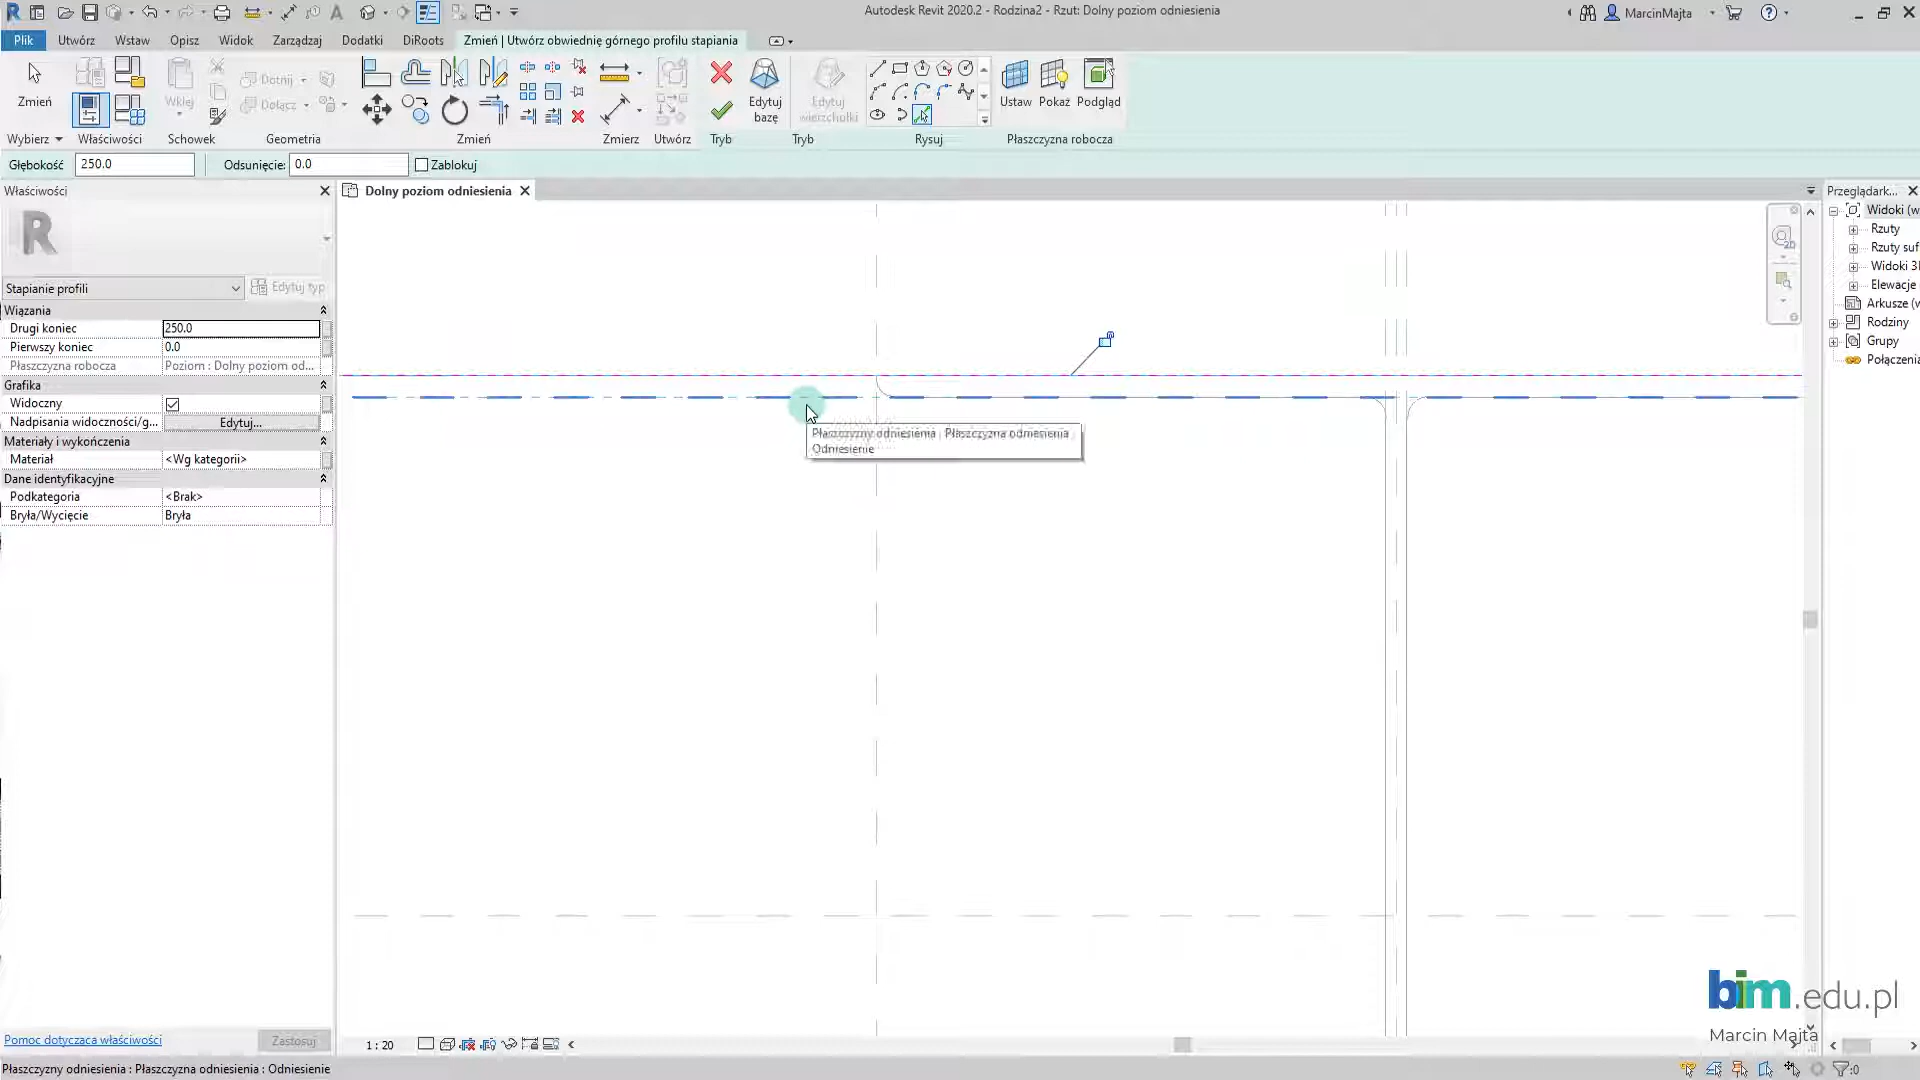 Autodesk Revit 2020.2 - Rodzina2 - Rzut: Dolny poziom odniesienia
MarcinMajta
Plik Utwórz Wstaw Opisz Widok Zarządzaj Dodatki DiRoots Zmień | Utwórz obwiednię górnego profilu stapiania
Zmień
Wklej
Dotnij
Dołącz
Edytuj bazę
Edytuj wierzchołki
Ustaw Pokaż Podgląd
Wybierz Właściwości Schowek Geometria Zmień Zmierz Utwórz Tryb Tryb Rysuj Płaszczyzna robocza
Głębokość 250.0 Odsunięcie: 0.0 Zablokuj
Właściwości
Dolny poziom odniesienia
Przeglądark...
R
Stapianie profili
Edytuj typ
Wiązania
Drugi koniec 250.0
Pierwszy koniec 0.0
Płaszczyzna robocza Poziom : Dolny poziom od...
Grafika
Widoczny
Nadpisania widoczności/g... Edytuj...
Materiały i wykończenia
Materiał <Wg kategorii>
Dane identyfikacyjne
Podkategoria <Brak>
Bryła/Wycięcie Bryła
Widoki (w
Rzuty
Rzuty suf
Widoki 3I
Elewacje
Arkusze (w
Rodziny
Grupy
Połączenia
Płaszczyzny odniesienia : Płaszczyzna odniesienia :
Odniesienie
bim.edu.pl
Marcin Majta
Pomoc dotycząca właściwości
Zastosuj
1 : 20
Płaszczyzny odniesienia : Płaszczyzna odniesienia : Odniesienie
:0